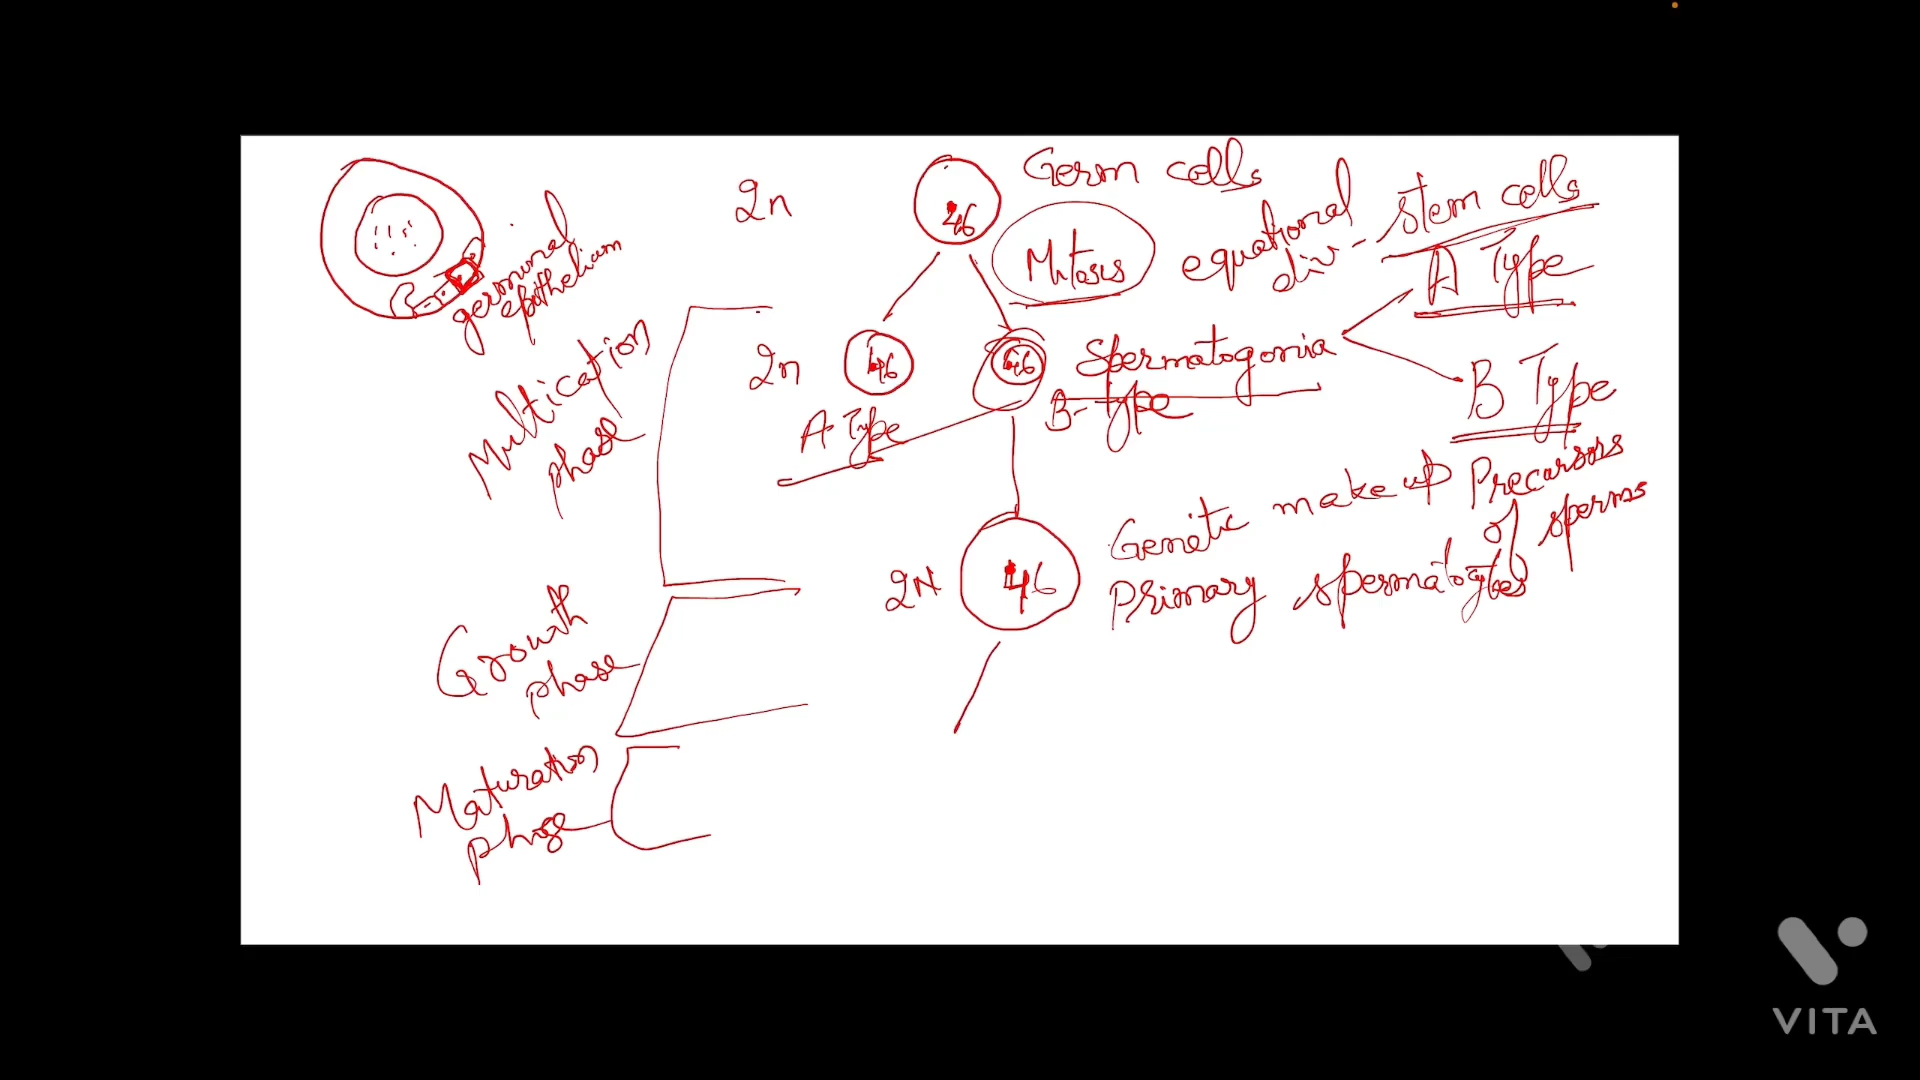 Germ cells
2n
46
Mitosis
equational
div -
stem cells
A Type
germinal
epithelium
Multication
phase
2n
46
46
Spermatogonia
A Type
B-Type
B Type
Precursors
of sperms
Genetic make up
2N
46
Primary spermatocytes
Growth
phase
Maturation
phase
VITA